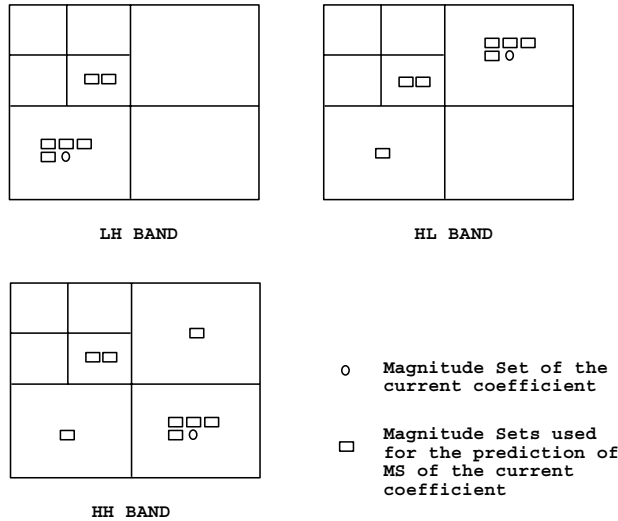 LH BAND
HL BAND
Magnitude Set of the
current coefficient
Magnitude Sets used
for the prediction of
MS of the current
coefficient
HH BAND